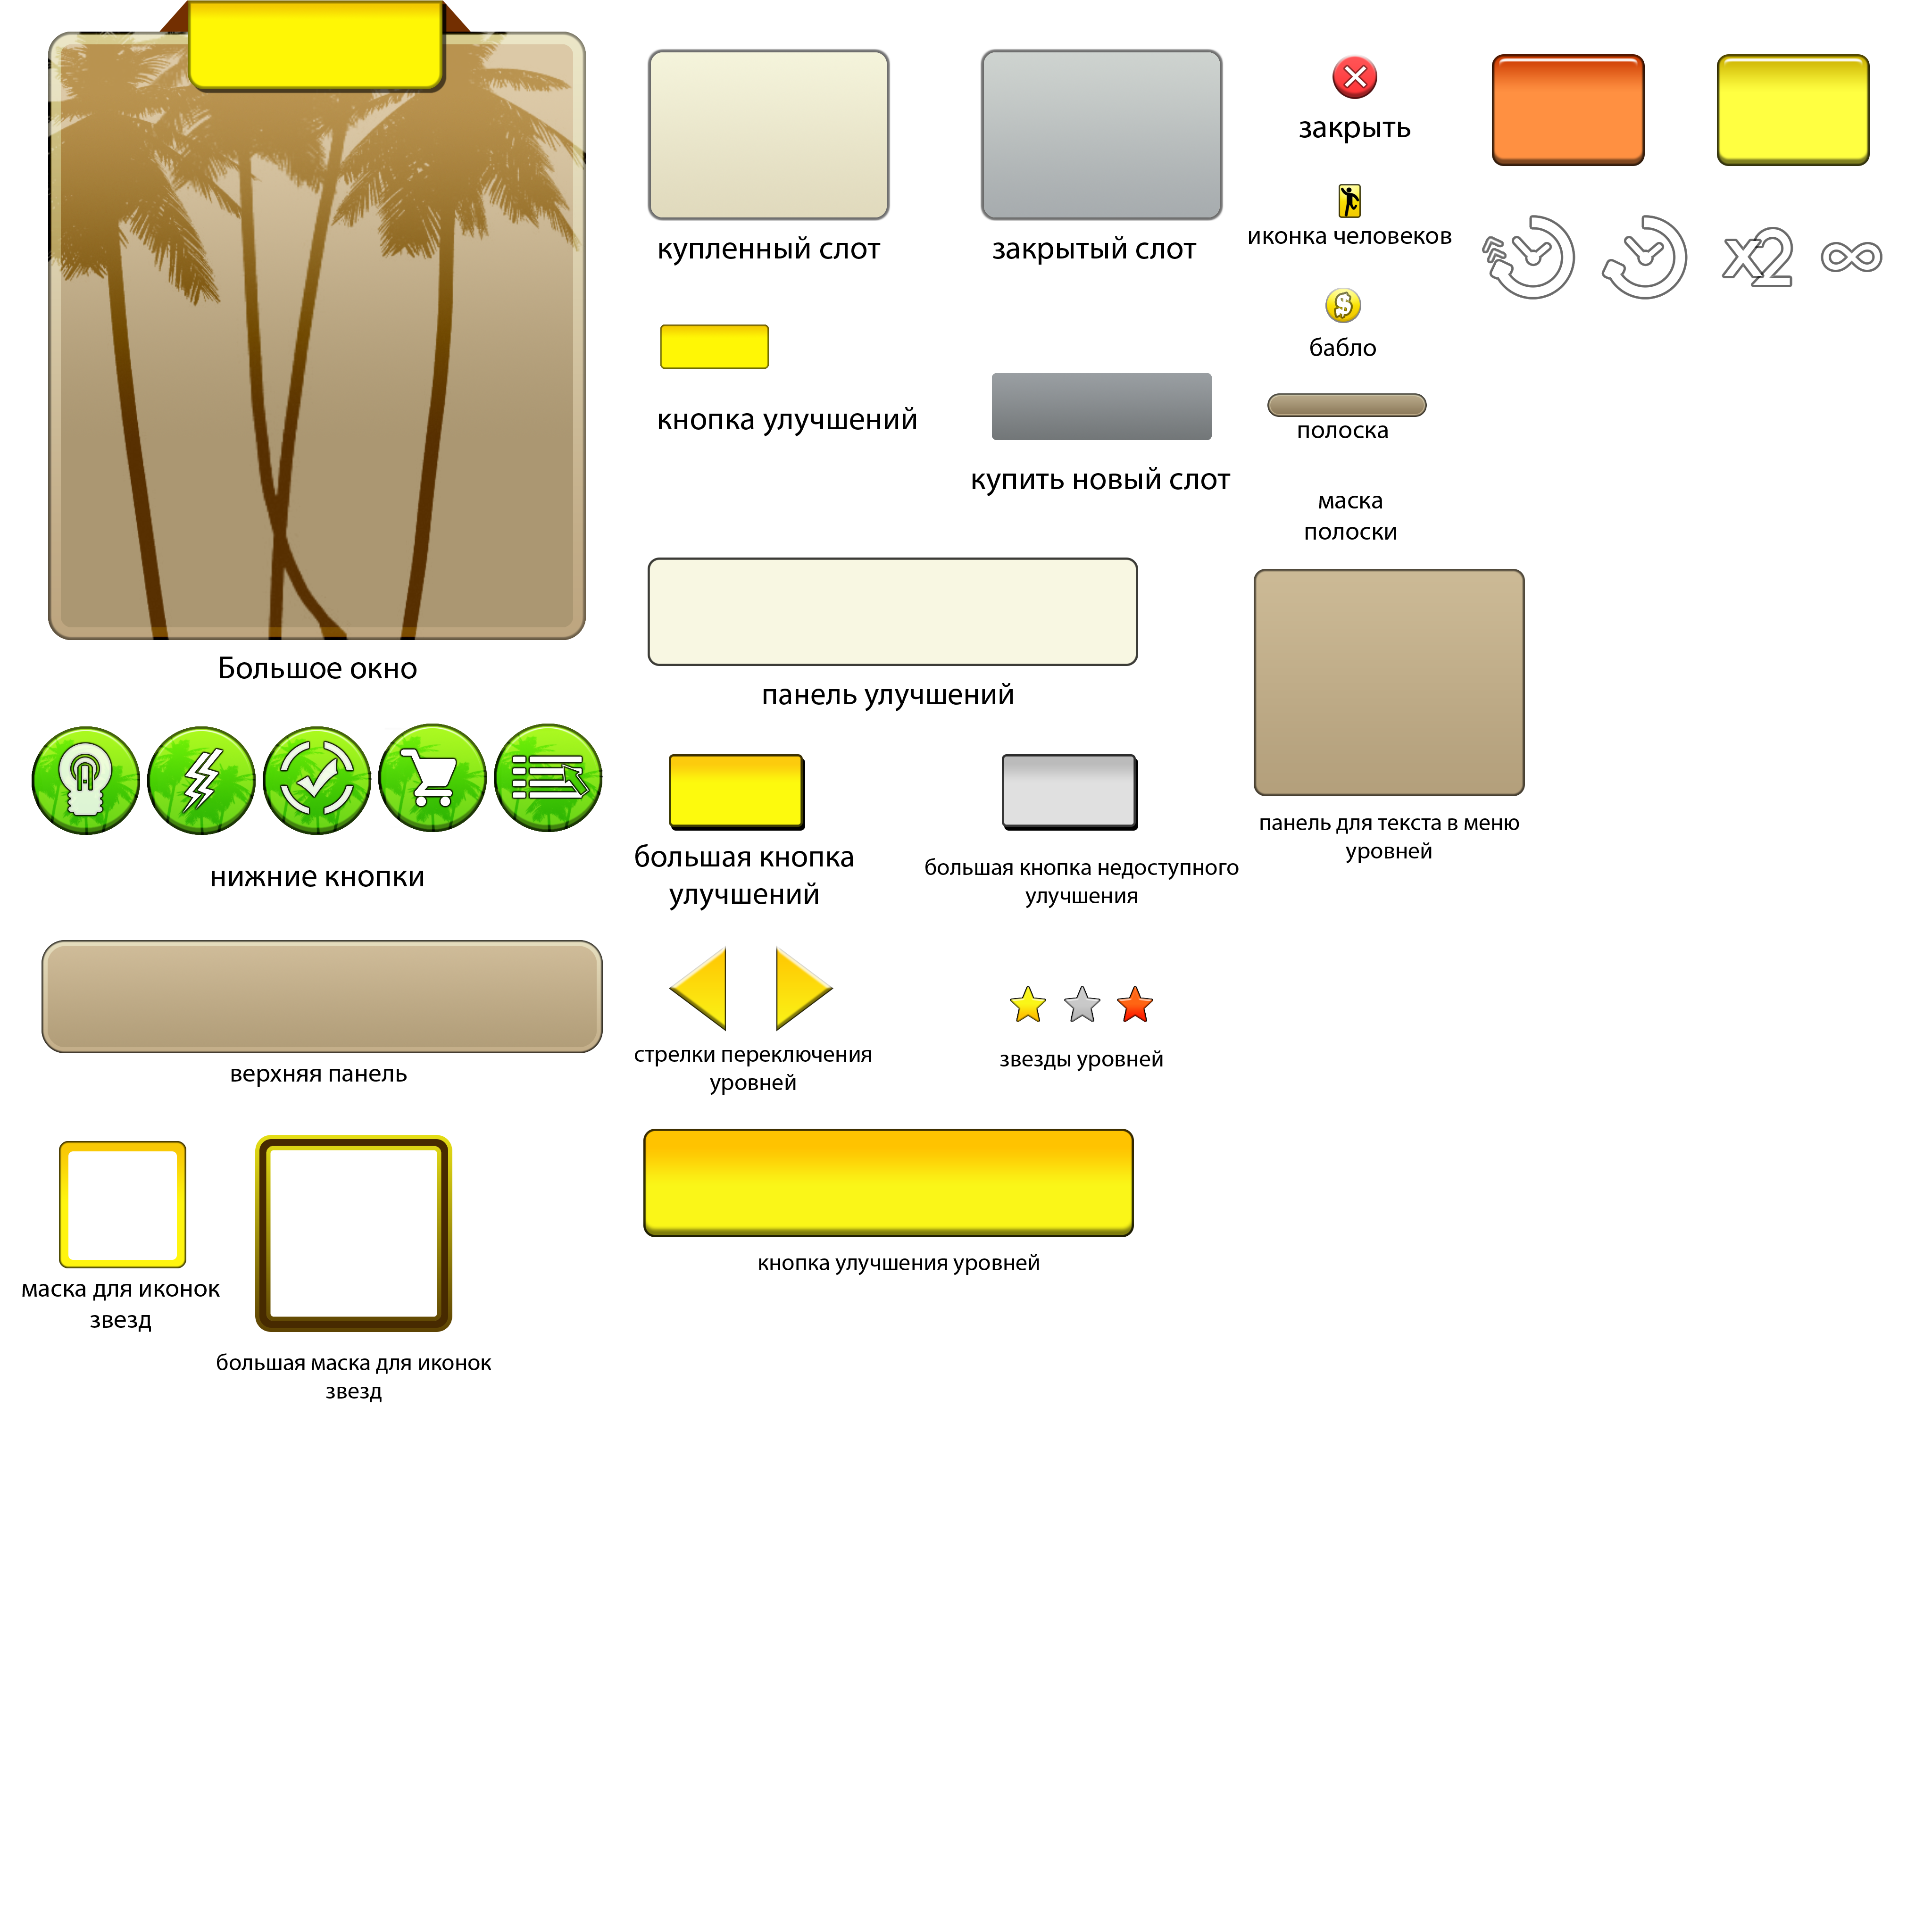 купленный слот
закрытый слот
закрыть
иконка человеков
x2
бабло
кнопка улучшений
полоска
купить новый слот
маска
полоски
Большое окно
панель улучшений
панель для текста в меню
уровней
нижние кнопки
большая кнопка
улучшений
большая кнопка недоступного
улучшения
верхняя панель
стрелки переключения
уровней
звезды уровней
маска для иконок
звезд
большая маска для иконок
звезд
кнопка улучшения уровней